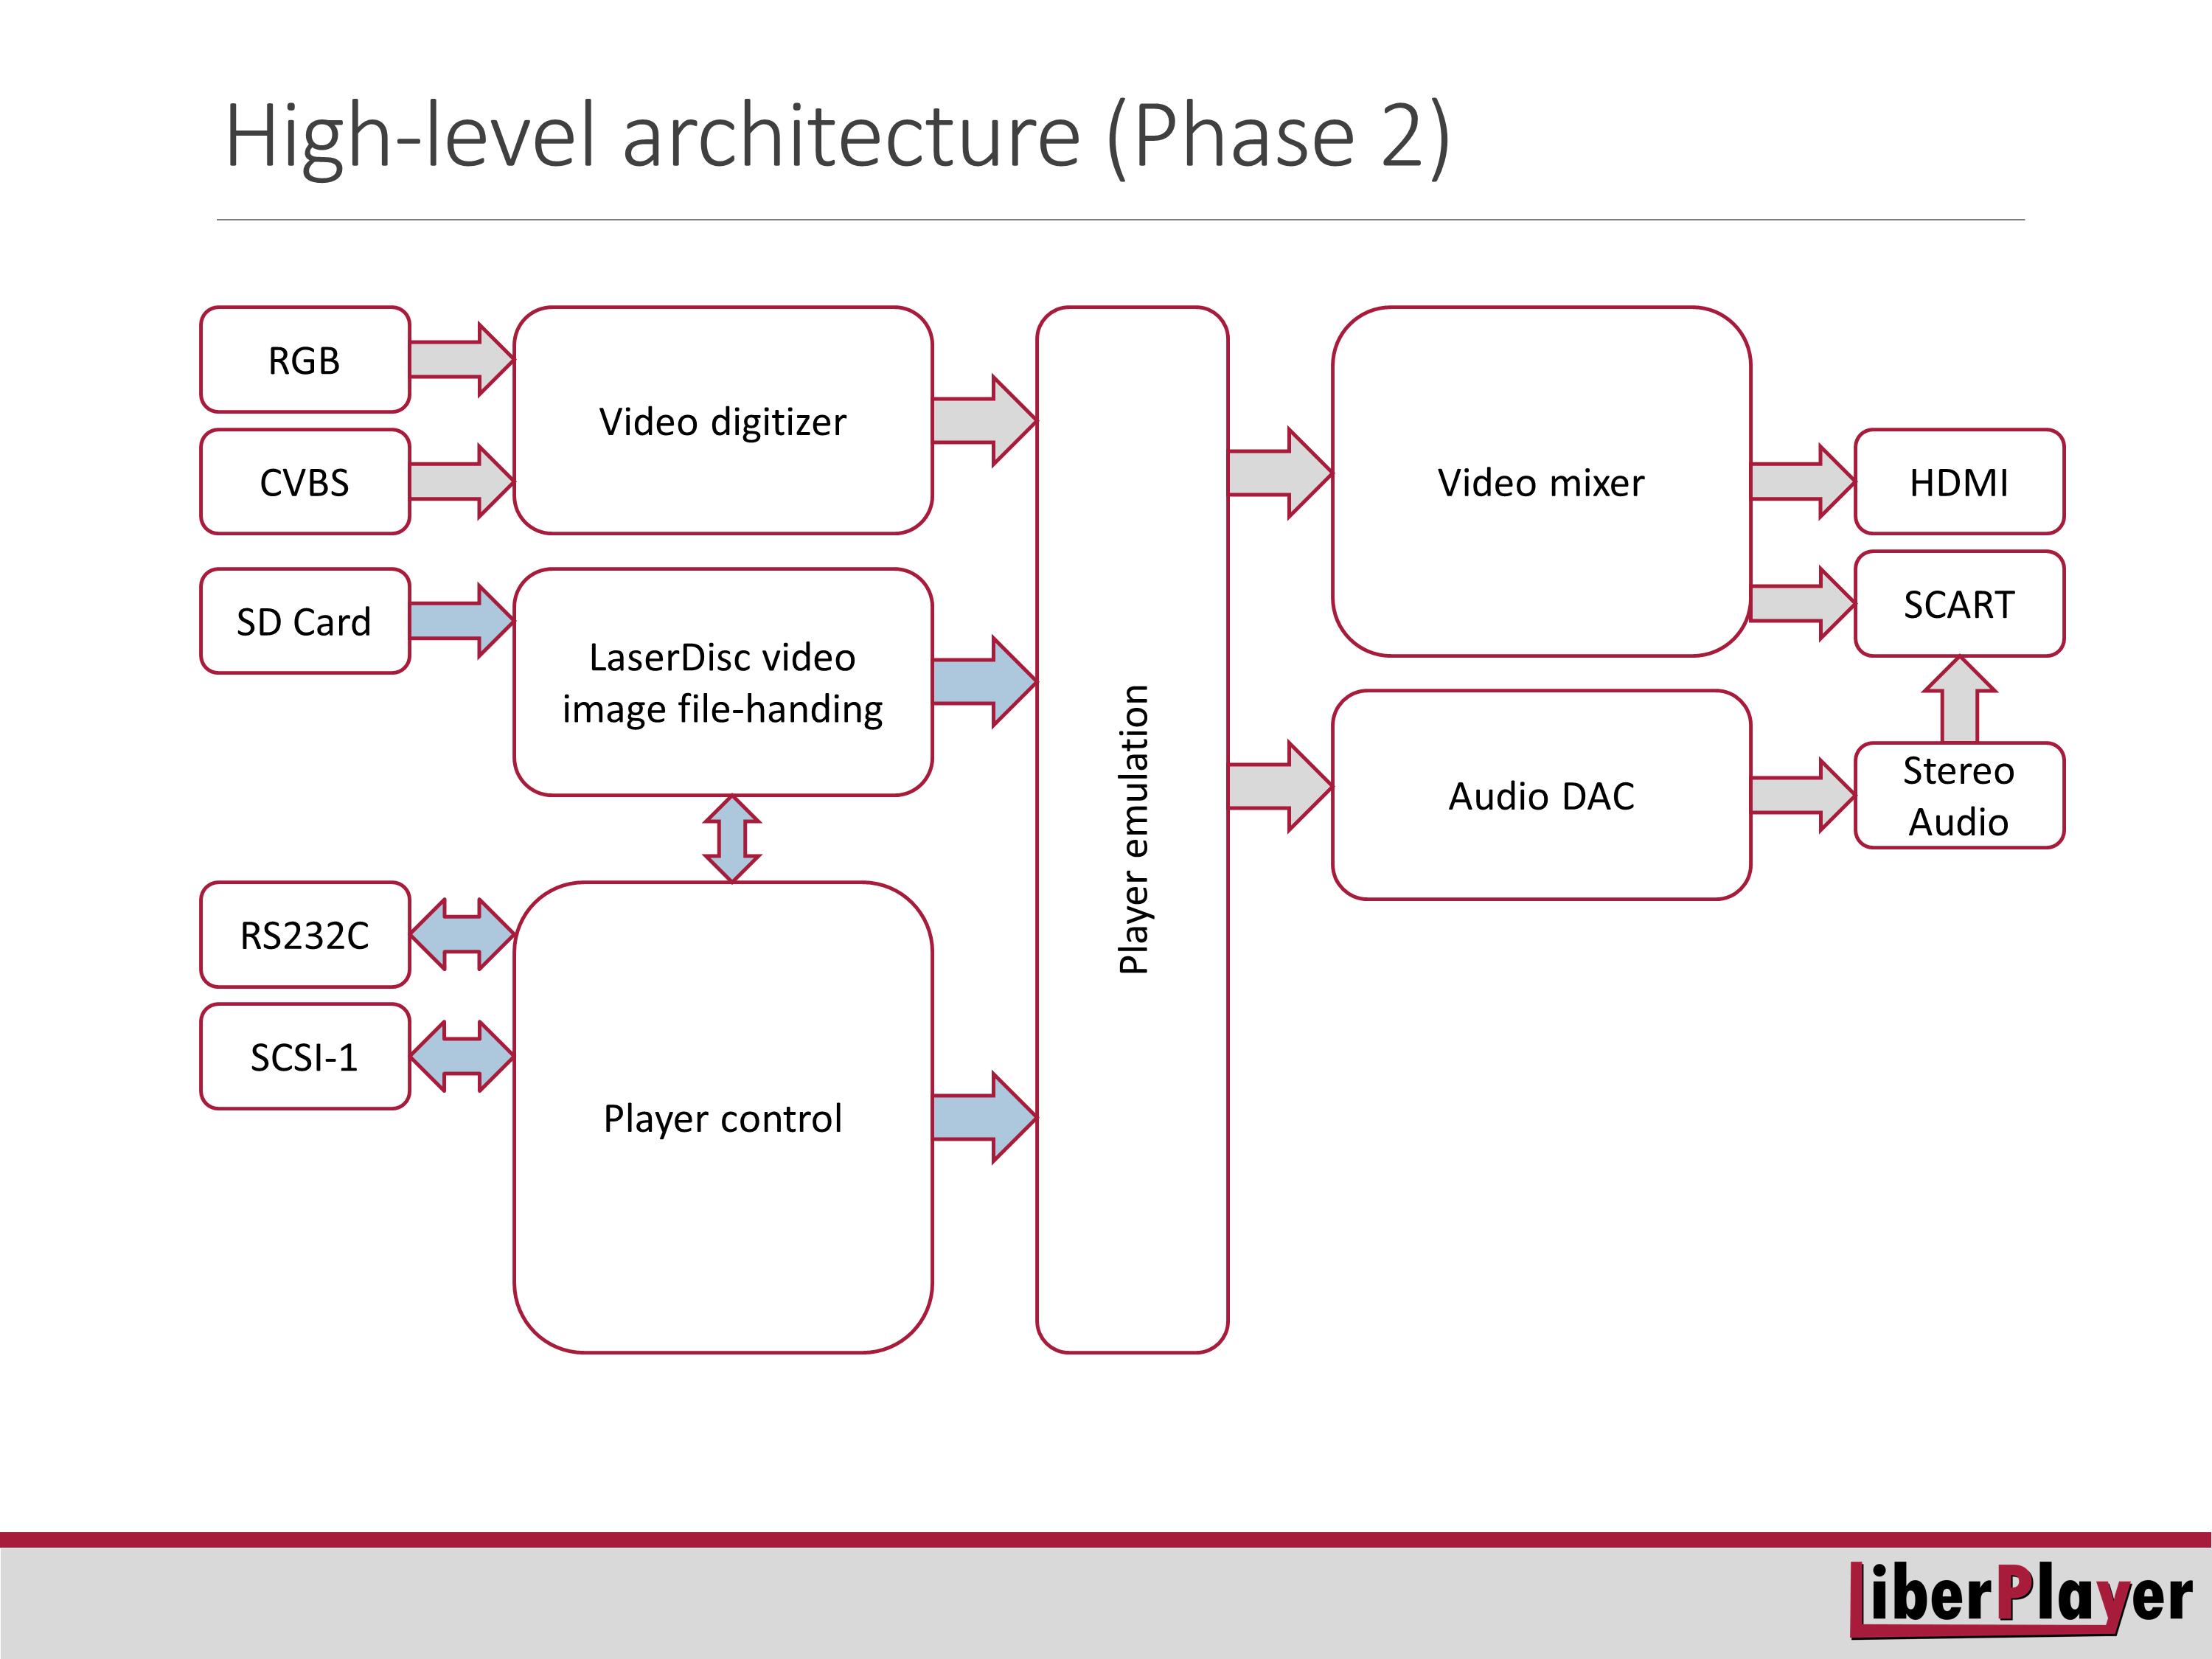 High-level architecture (Phase 2)
RGB
CVBS
SD Card
RS232C
SCSI-1
Video digitizer
LaserDisc video
image file-handing
Player control
Player emulation
Video mixer
Audio DAC
HDMI
SCART
Stereo
Audio
LiberPlayer